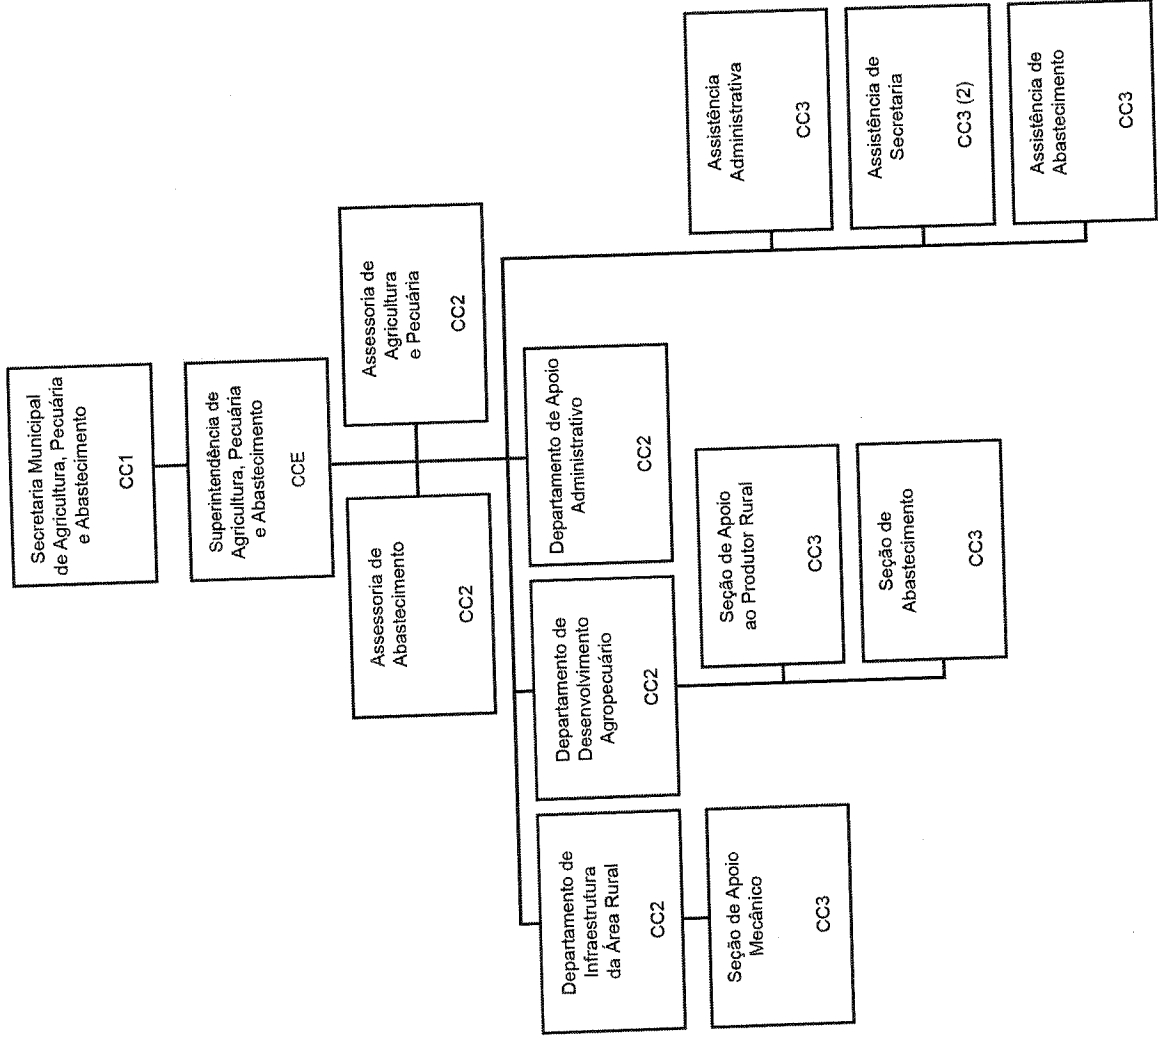 Secretaria Municipal
de Agricultura, Pecuária
e Abastecimento
CC1
Superintendência de
Agricultura, Pecuária
e Abastecimento
CCE
Assessoria de
Abastecimento
CC2
Assessoria de
Agricultura
e Pecuária
CC2
Departamento de
Infraestrutura
da Área Rural
CC2
Departamento de
Desenvolvimento
Agropecuário
CC2
Departamento de Apoio
Administrativo
CC2
Seção de Apoio
Mecânico
CC3
Seção de Apoio
ao Produtor Rural
CC3
Seção de
Abastecimento
CC3
Assistência
Administrativa
CC3
Assistência de
Secretaria
CC3 (2)
Assistência de
Abastecimento
CC3